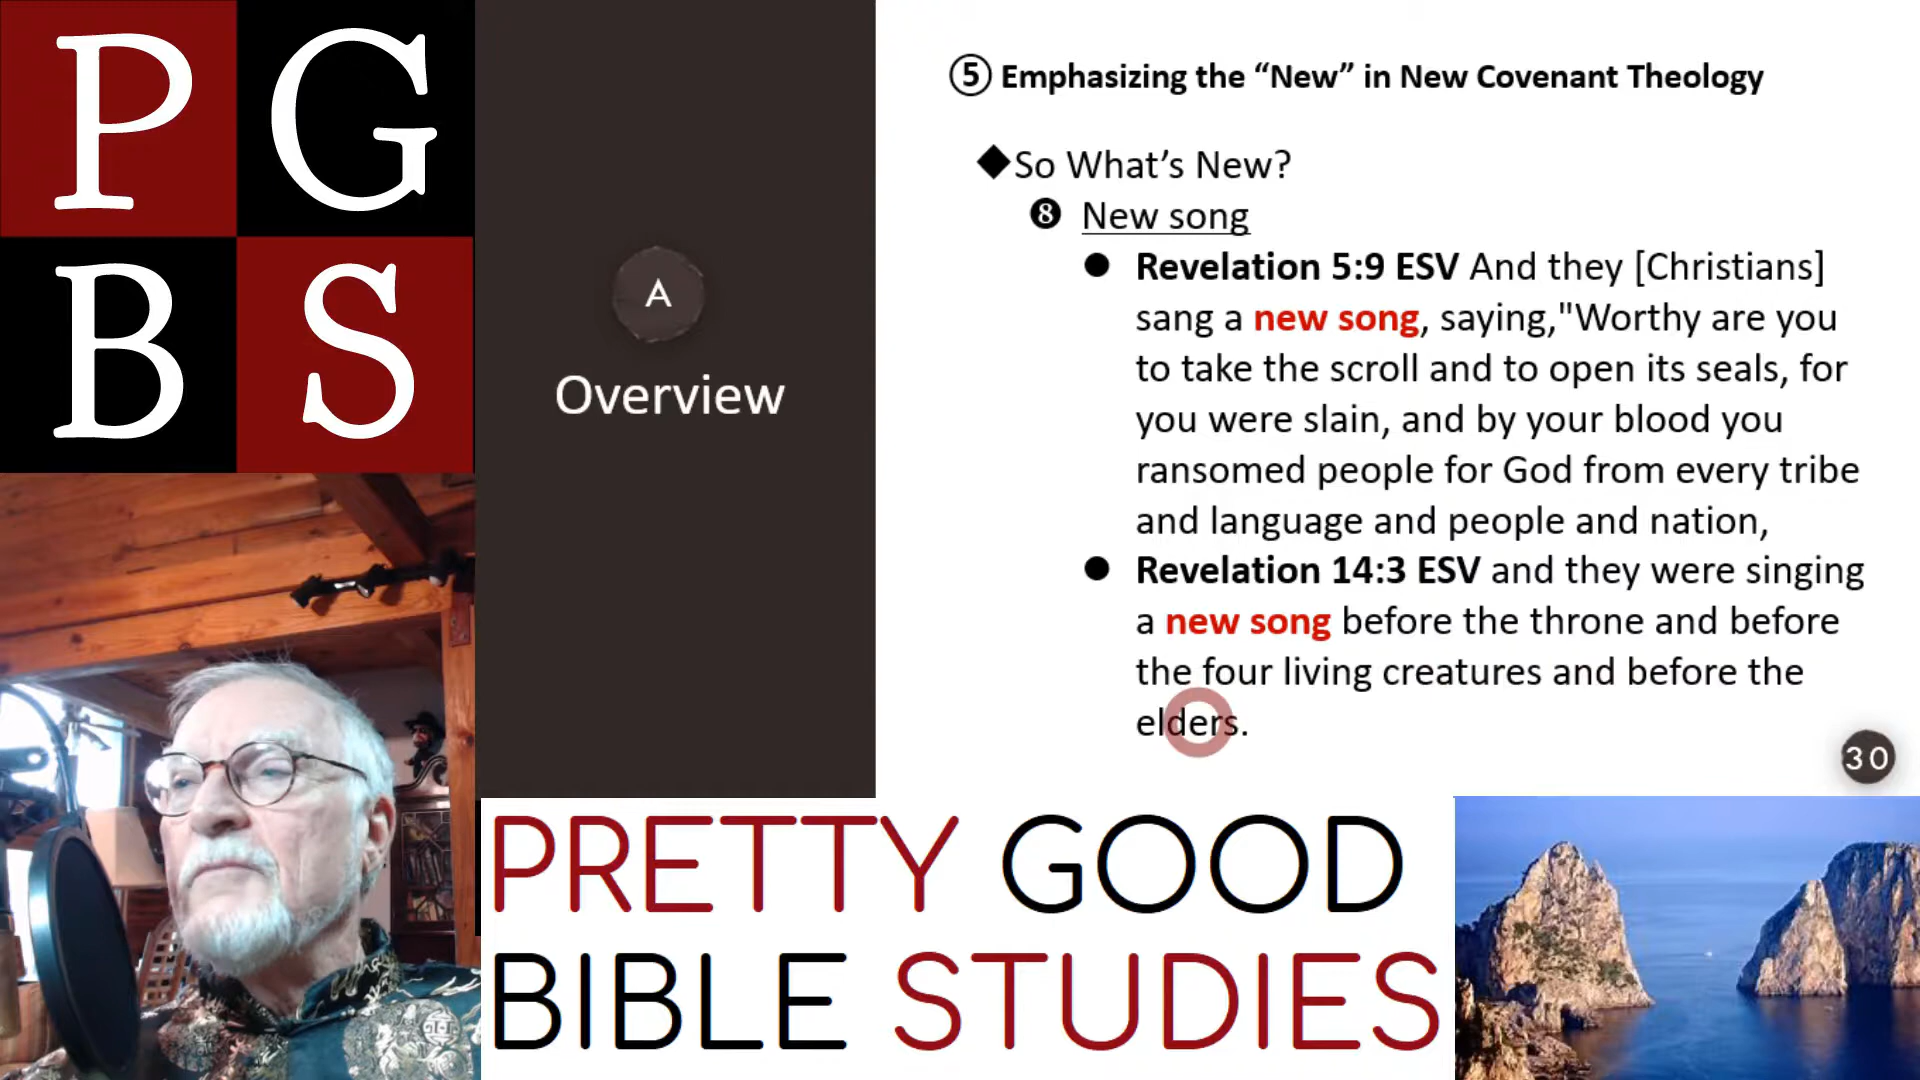 P G
B S
A
Overview
⑤ Emphasizing the “New” in New Covenant Theology
◆So What’s New?
❽ New song
● Revelation 5:9 ESV And they [Christians]
sang a new song, saying,"Worthy are you
to take the scroll and to open its seals, for
you were slain, and by your blood you
ransomed people for God from every tribe
and language and people and nation,
● Revelation 14:3 ESV and they were singing
a new song before the throne and before
the four living creatures and before the
elders.
30
PRETTY GOOD
BIBLE STUDIES